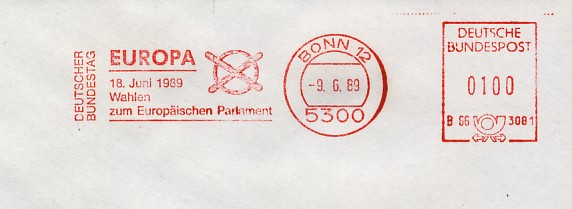 DEUTSCHER
BUNDESTAG
EUROPA
18. Juni 1989
Wahlen
zum Europäischen Parlament
BONN 12
-9. 6. 89
5300
DEUTSCHE
BUNDESPOST
0100
B 66 3081